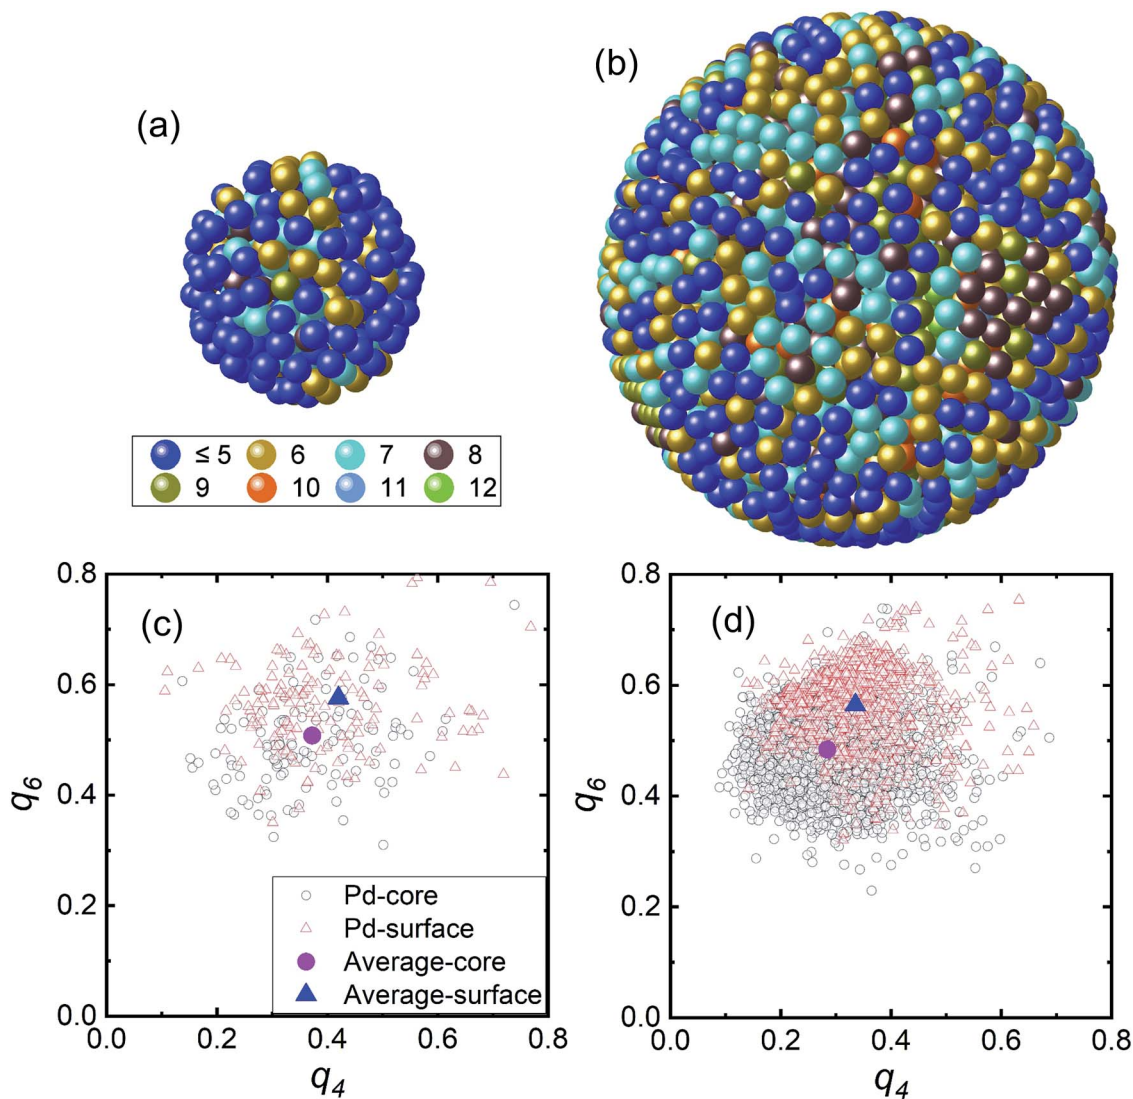 (b)
(a)
≤ 5 6 7 8
9 10 11 12
0.8 0.8
(c) (d)
0.6 0.6
q6 q6
0.4 0.4
Pd-core
Pd-surface
0.2 0.2
Average-core
Average-surface
0.0 0.0
0.0 0.2 0.4 0.6 0.8 0.0 0.2 0.4 0.6 0.8
q4 q4